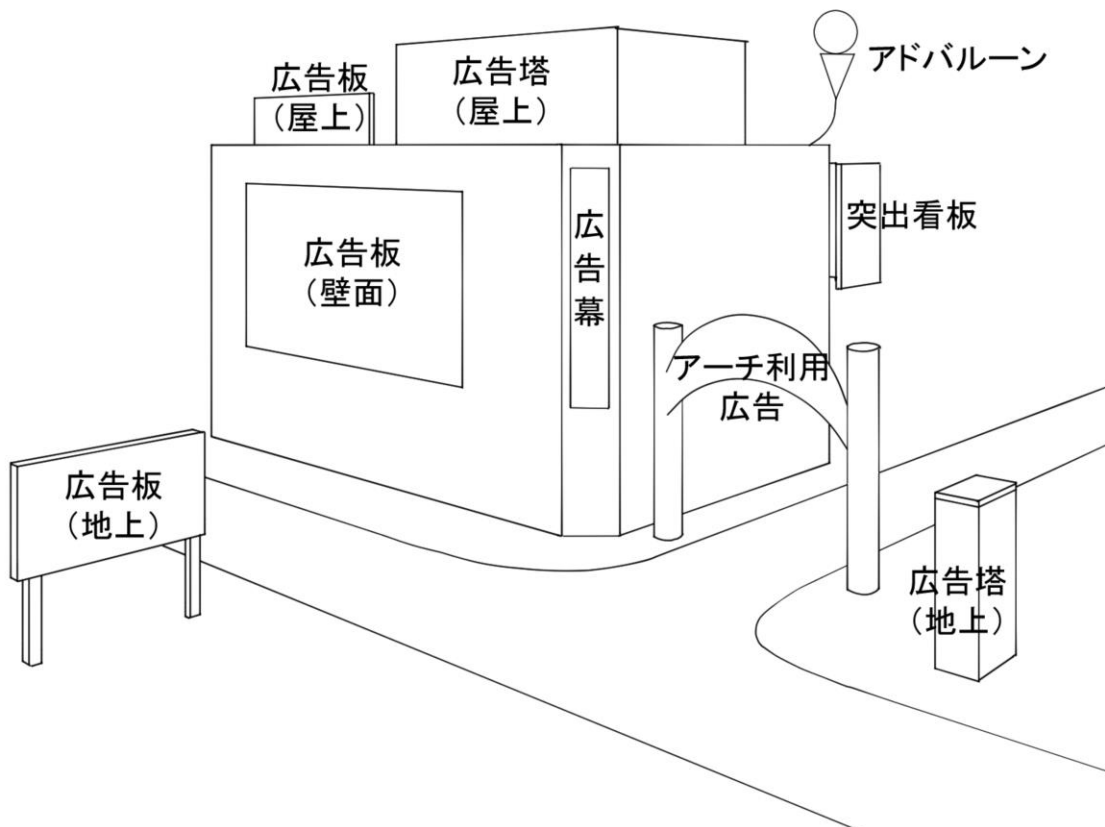 アドバルーン
広告板
（屋上）
広告塔
（屋上）
突出看板
広告板
（壁面）
広告幕
アーチ利用
広告
広告板
（地上）
広告塔
（地上）